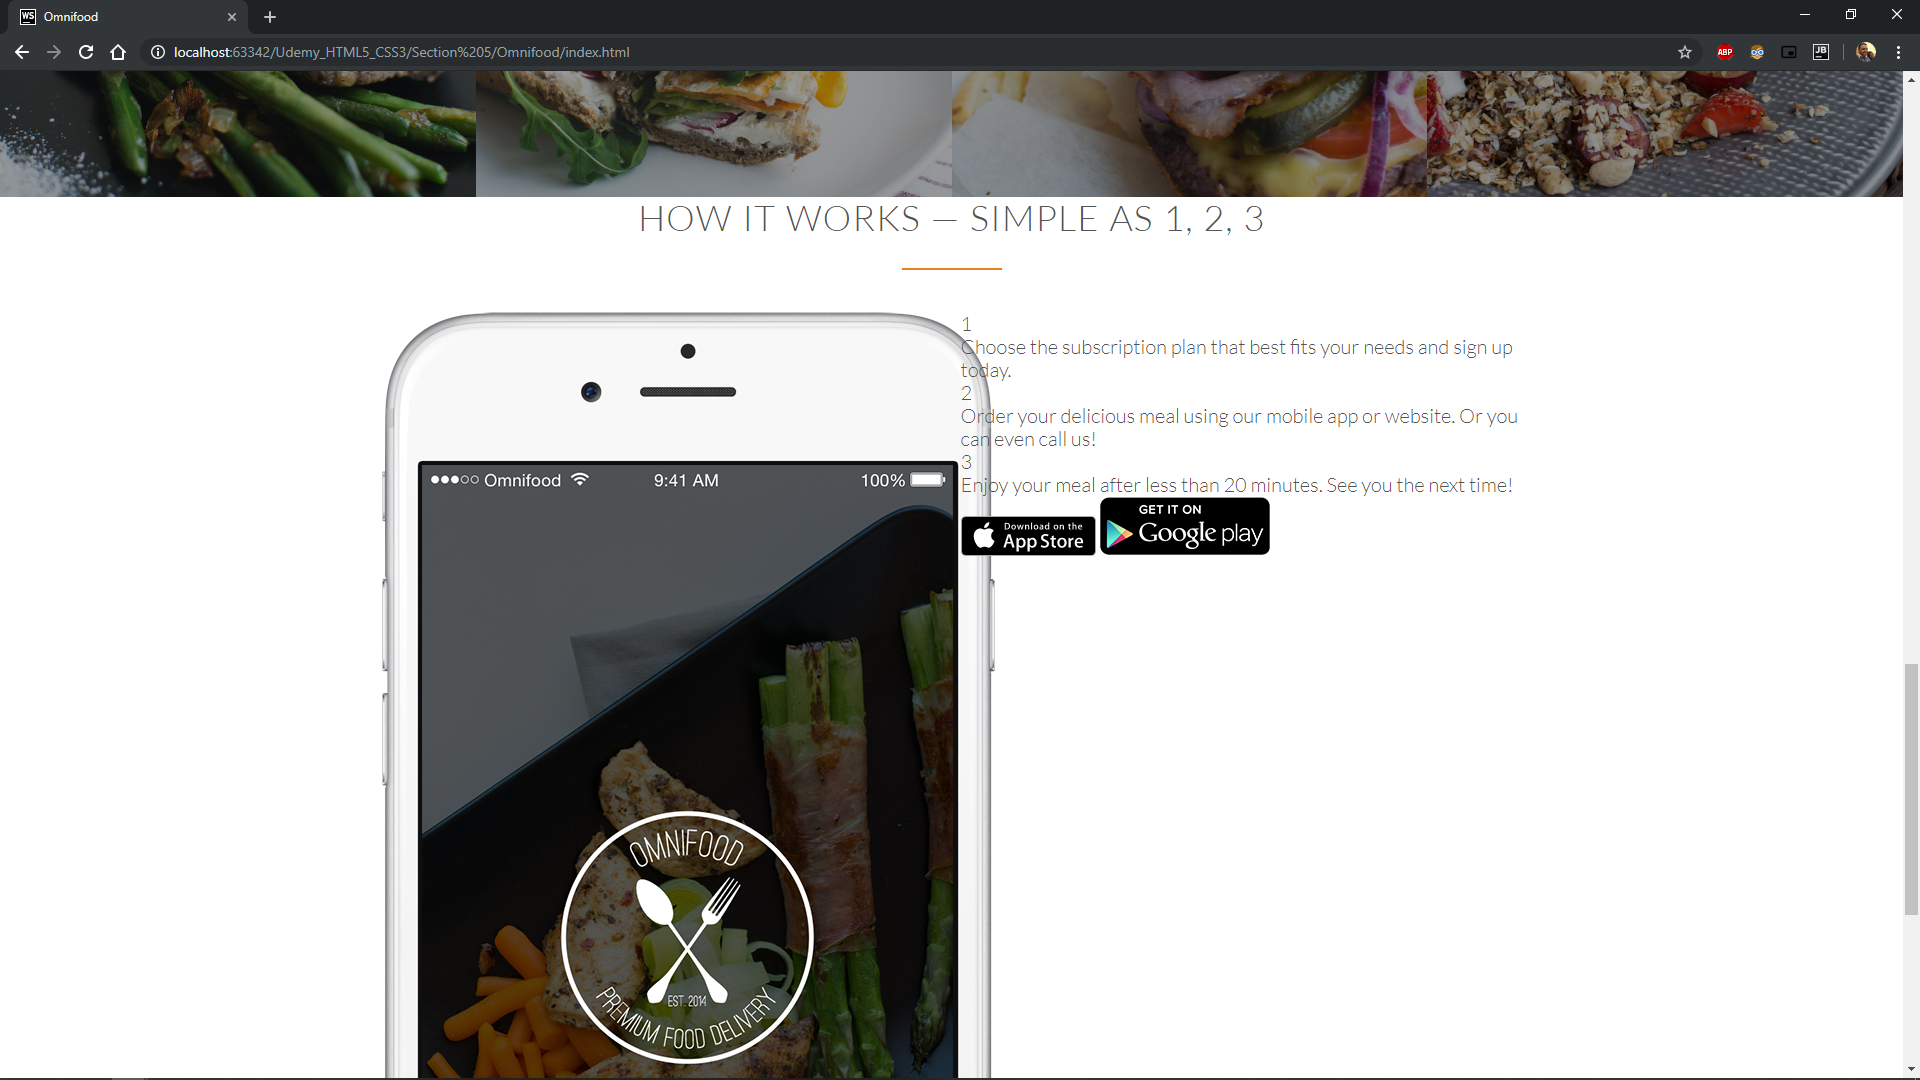 WS Omnifood
localhost:63342/Udemy_HTML5_CSS3/Section%205/Omnifood/index.html
ABP
JB
HOW IT WORKS — SIMPLE AS 1, 2, 3
1
Choose the subscription plan that best fits your needs and sign up
today.
2
Order your delicious meal using our mobile app or website. Or you
can even call us!
3
Enjoy your meal after less than 20 minutes. See you the next time!
Download on the
App Store
GET IT ON
Google play
Omnifood 9:41 AM 100%
OMNIFOOD
EST. 2014
PREMIUM FOOD DELIVERY